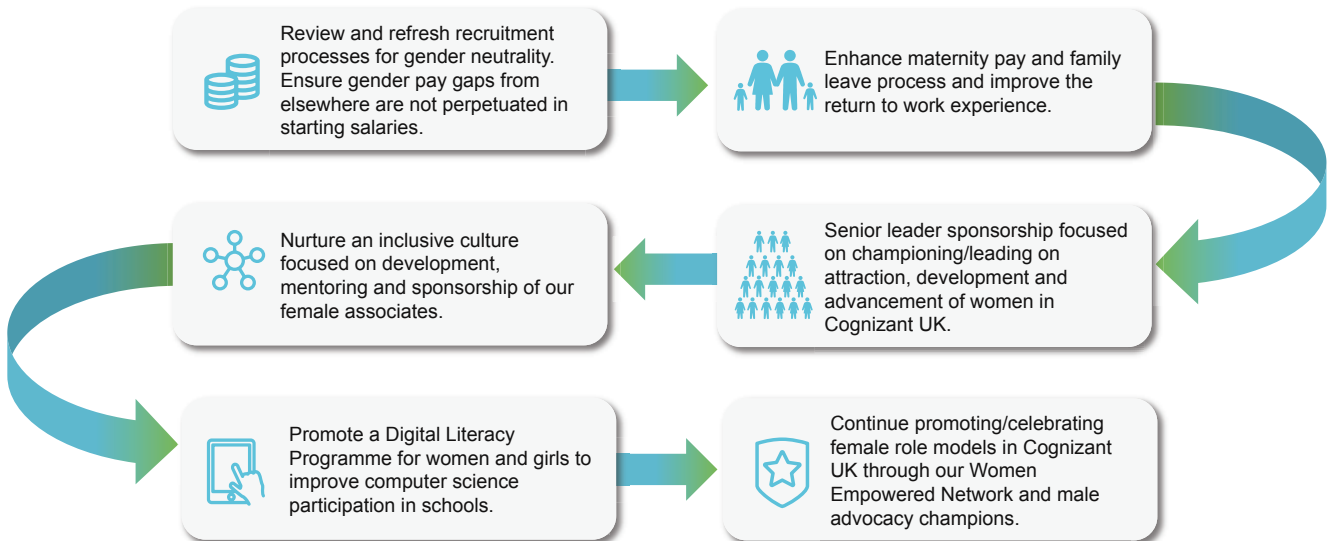 Review and refresh recruitment
processes for gender neutrality.
Ensure gender pay gaps from
elsewhere are not perpetuated in
starting salaries.
Enhance maternity pay and family
leave process and improve the
return to work experience.
Senior leader sponsorship focused
on championing/leading on
attraction, development and
advancement of women in
Cognizant UK.
Nurture an inclusive culture
focused on development,
mentoring and sponsorship of our
female associates.
Promote a Digital Literacy
Programme for women and girls to
improve computer science
participation in schools.
Continue promoting/celebrating
female role models in Cognizant
UK through our Women
Empowered Network and male
advocacy champions.